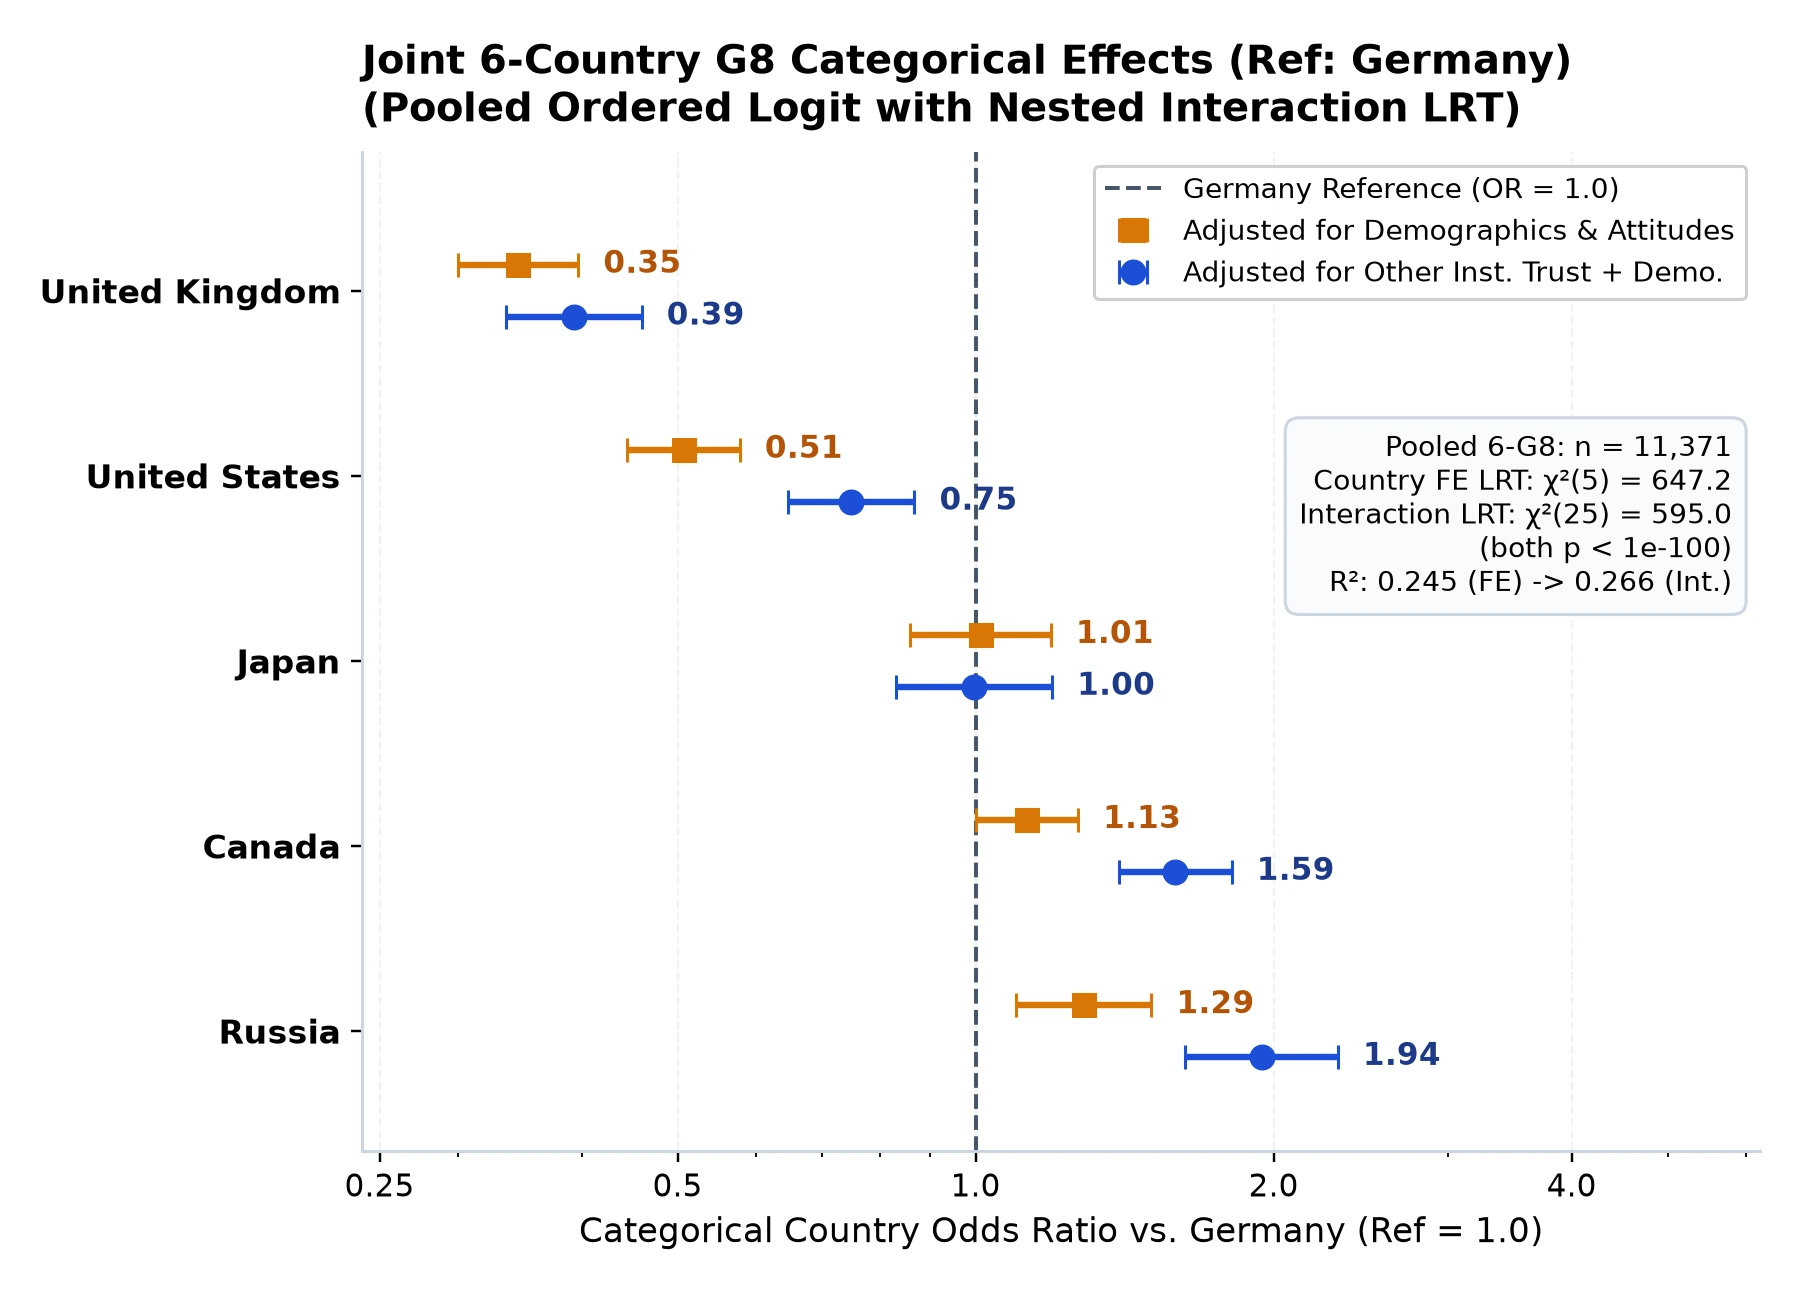 Joint 6-Country G8 Categorical Effects (Ref: Germany)
(Pooled Ordered Logit with Nested Interaction LRT)
Germany Reference (OR = 1.0)
Adjusted for Demographics & Attitudes
Adjusted for Other Inst. Trust + Demo.
United Kingdom
0.35
0.39
United States
0.51
0.75
Pooled 6-G8: n = 11,371
Country FE LRT: χ²(5) = 647.2
Interaction LRT: χ²(25) = 595.0
(both p < 1e-100)
R²: 0.245 (FE) -> 0.266 (Int.)
Japan
1.01
1.00
Canada
1.13
1.59
Russia
1.29
1.94
0.25 0.5 1.0 2.0 4.0
Categorical Country Odds Ratio vs. Germany (Ref = 1.0)